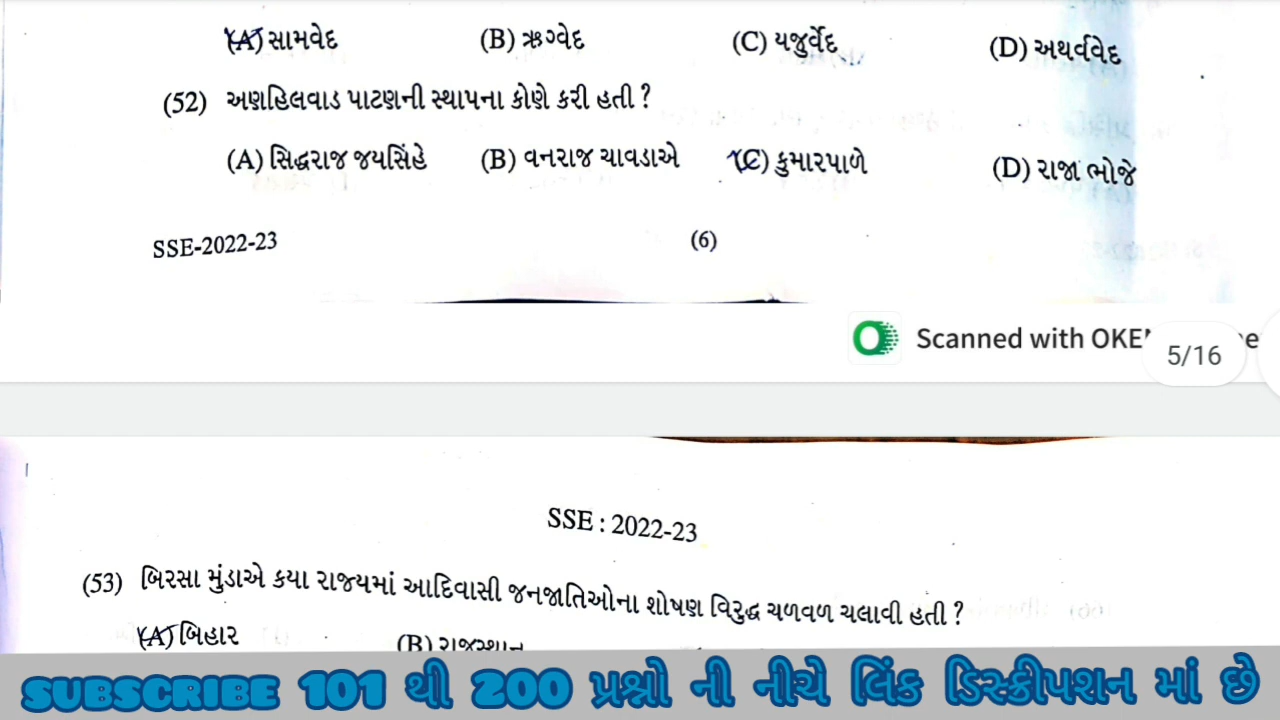 (A) સામવેદ (B) ઋગ્વેદ (C) યજુર્વેદ (D) અથર્વવેદ
(52) અણહિલવાડ પાટણની સ્થાપના કોણે કરી હતી ?
(A) સિદ્ધરાજ જયસિંહે (B) વનરાજ ચાવડાએ (C) કુમારપાળે (D) રાજા ભોજે
SSE-2022-23 (6)
Scanned with
5/16
SSE : 2022-23
(53) બિરસા મુંડાએ કયા રાજ્યમાં આદિવાસી જનજાતિઓના શોષણ વિરુદ્ધ ચળવળ ચલાવી હતી ?
(A) બિહાર (B) રાજસ્થાન
SUBSCRIBE 101 થી 200 પ્રશ્નો ની નીચે લિંક ડિસ્ક્રીપશન માં છે